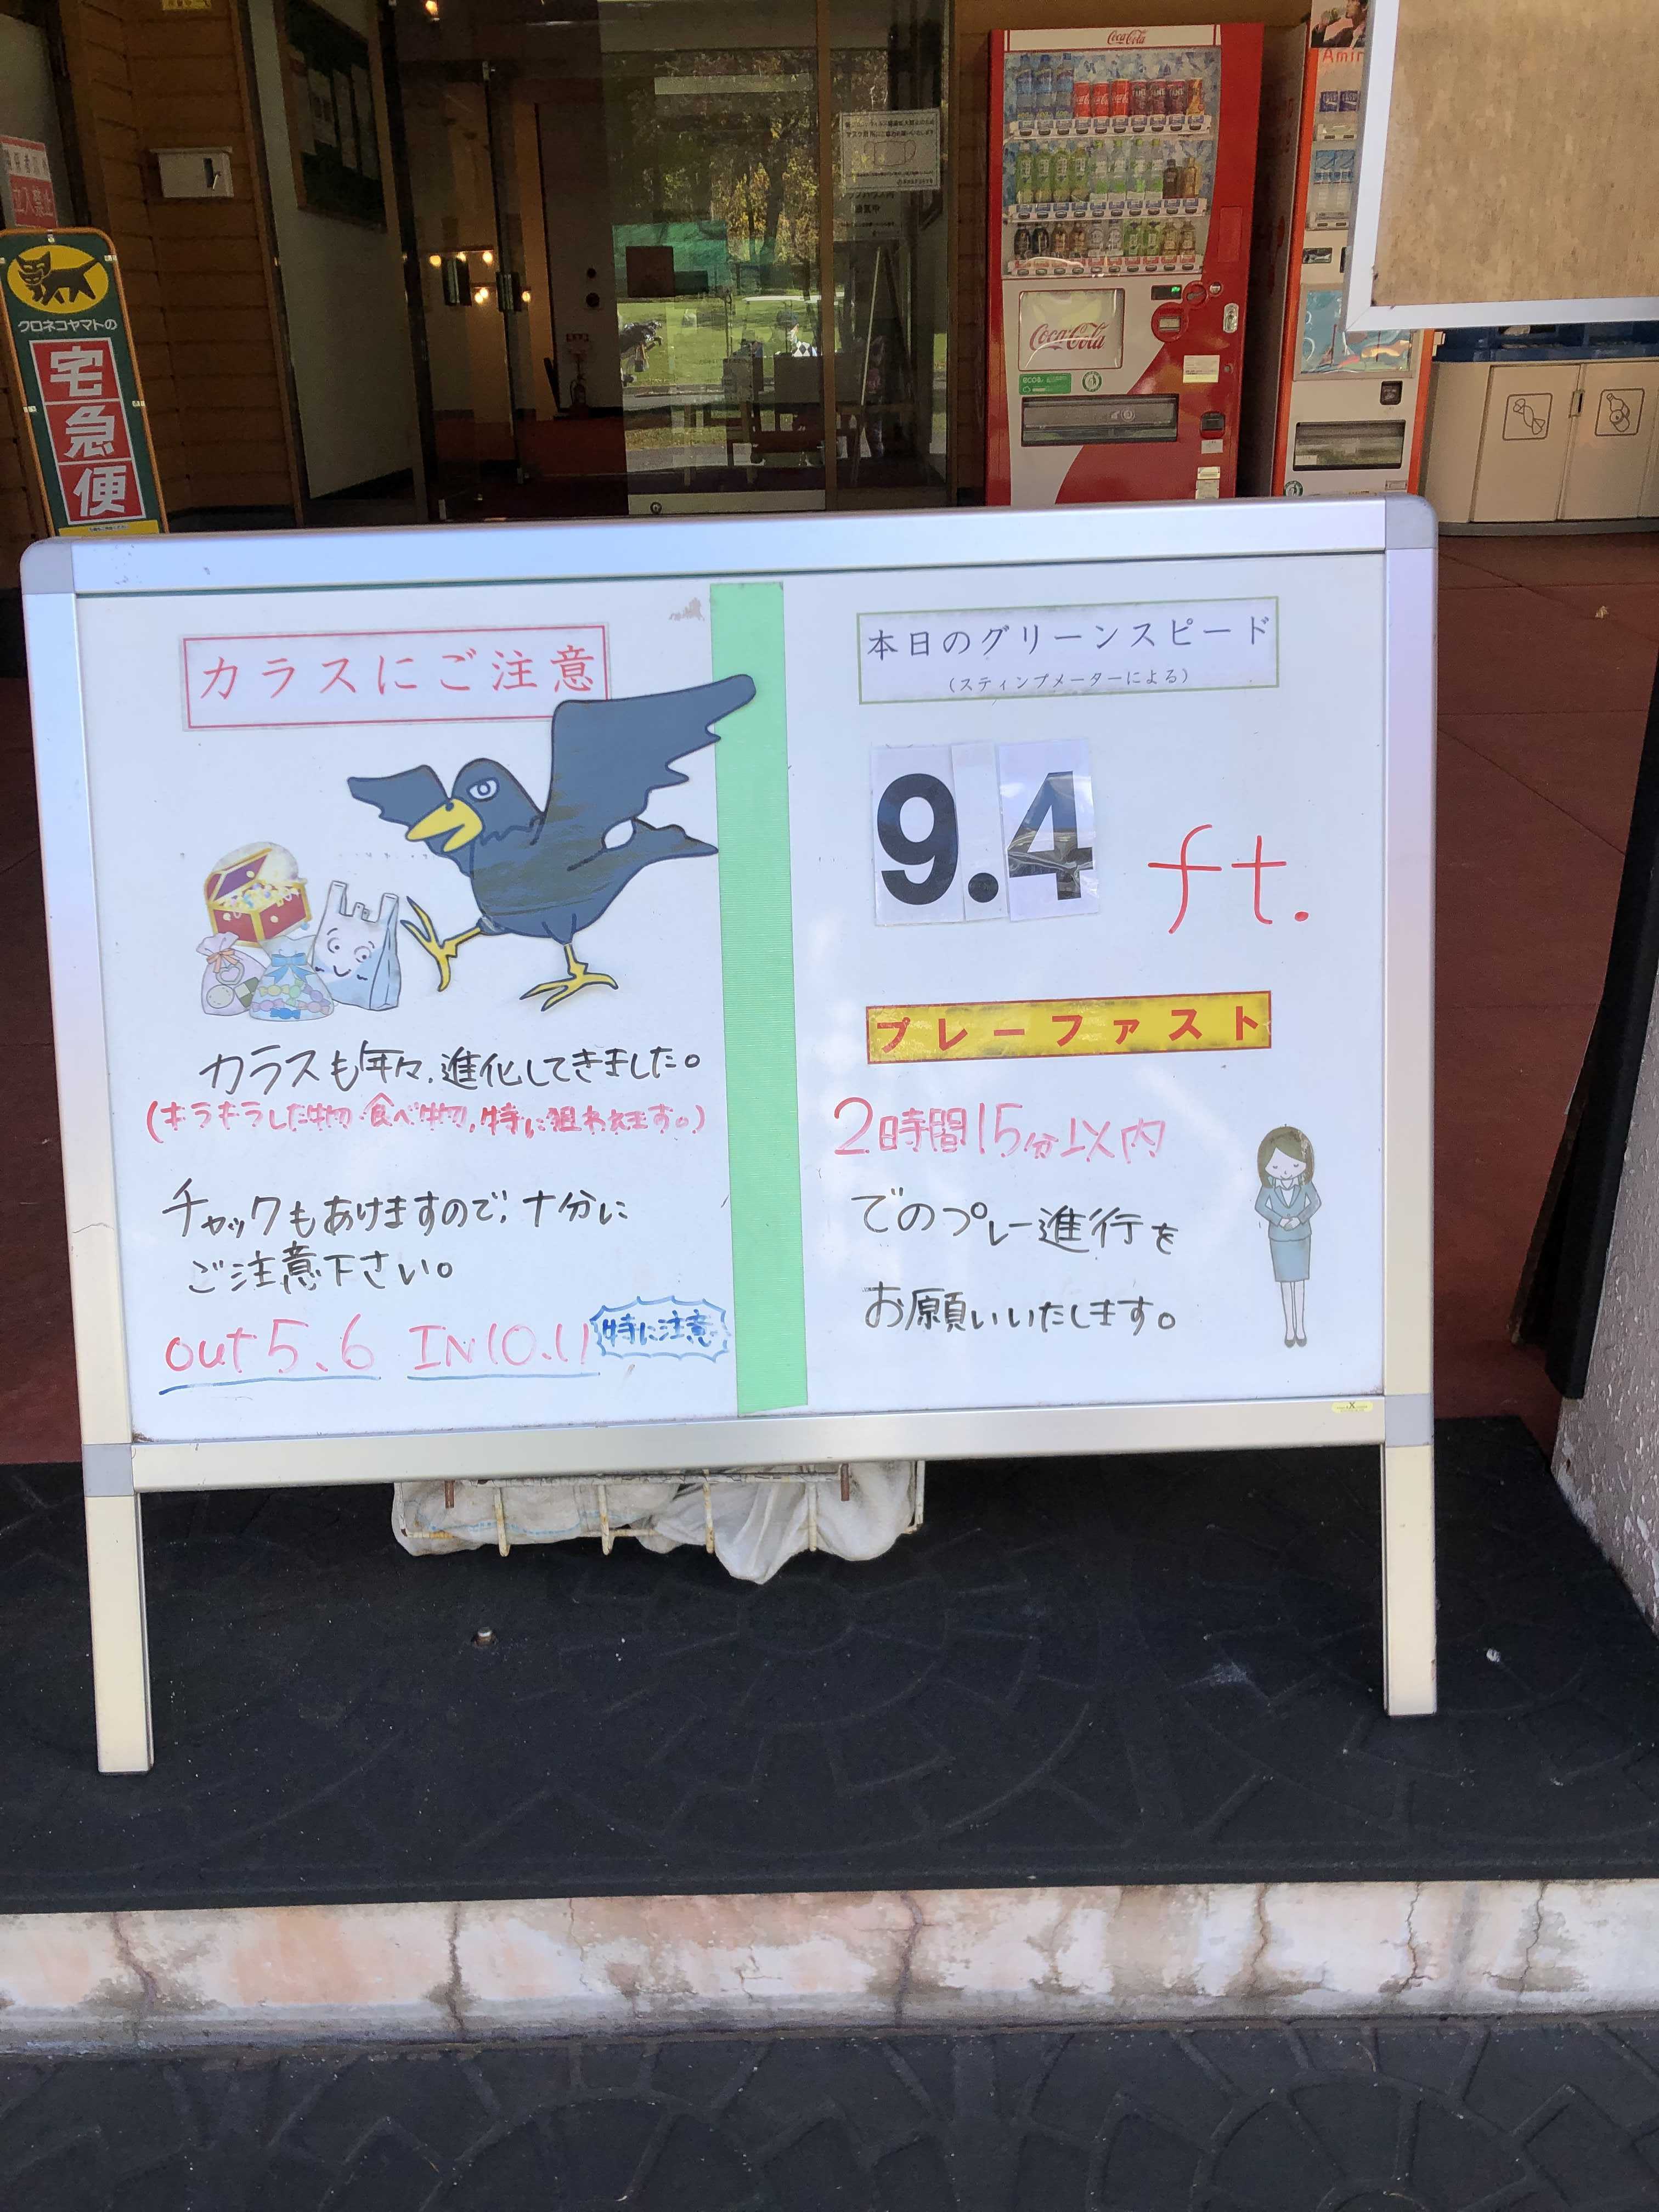 Coca-Cola
立入禁止
クロネコヤマトの
宅急便
Coca-Cola
カラスにご注意
カラスも年々、進化してきました。
(キラキラした物・食べ物、特に狙われます。)
チャックもあけますので、十分に
ご注意下さい。
out 5、6 IN 10.11 特に注意
本日のグリーンスピード
(スティンプメーターによる)
9.4 ft.
プレーファスト
2時間15分以内
でのプレー進行を
お願いいたします。